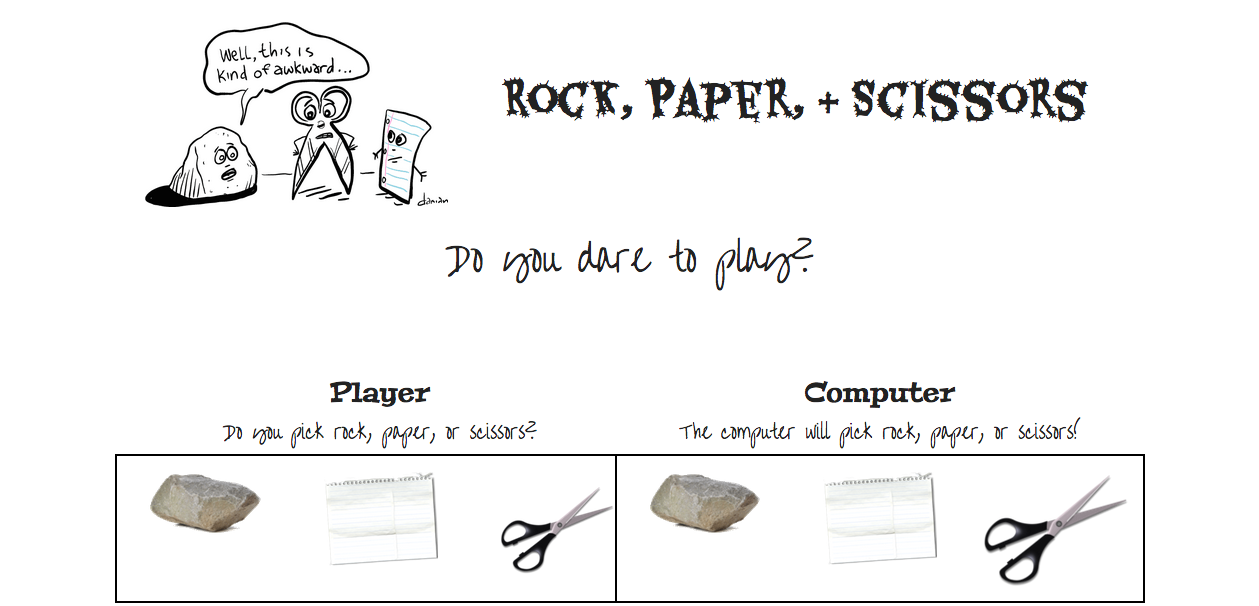 Well, this is
kind of awkward...
danian
ROCK, PAPER, + SCISSORS
Do you dare to play?
Player
Do you pick rock, paper, or scissors?
Computer
The computer will pick rock, paper, or scissors!